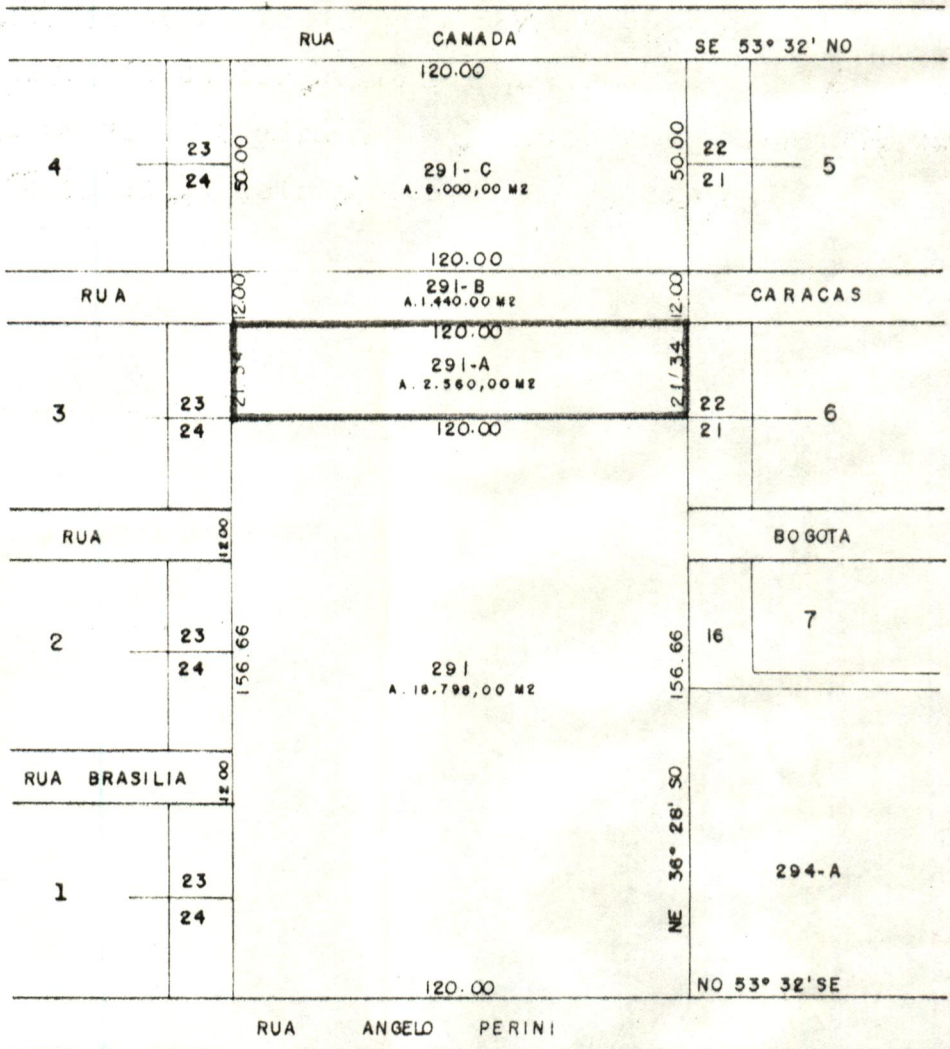 RUA CANADA
SE 53° 32' NO
120.00
4
23
24
50.00
291-C
A. 6.000,00 M2
50.00
22
21
5
120.00
RUA
12.00
291-B
A.1.440.00 M2
12.00
CARACAS
120.00
3
23
24
21.34
291-A
A. 2.560,00 M2
21/34
22
21
6
120.00
RUA
12.00
BOGOTA
2
23
24
156.66
291
A. 18.798,00 M2
156.66
16
7
RUA BRASILIA
12.00
1
23
24
NE 36° 28' SO
294-A
120.00
NO 53° 32' SE
RUA ANGELO PERINI